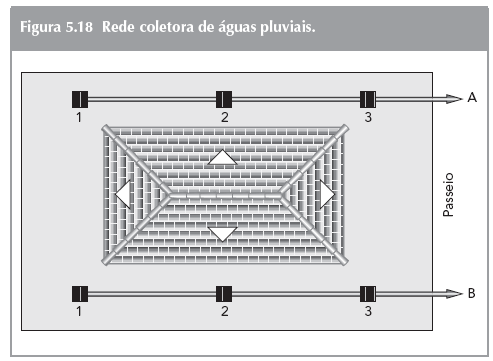 Figura 5.18 Rede coletora de águas pluviais.
A
1 2 3
Passeio
B
1 2 3